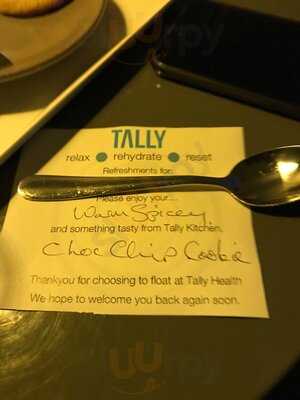 TALLY
relax ● rehydrate ● reset
Refreshments for:
Please enjoy your....
Warm Spicey
and something tasty from Tally Kitchen,
Choc Chip Cookie
Thankyou for choosing to float at Tally Health
We hope to welcome you back again soon.